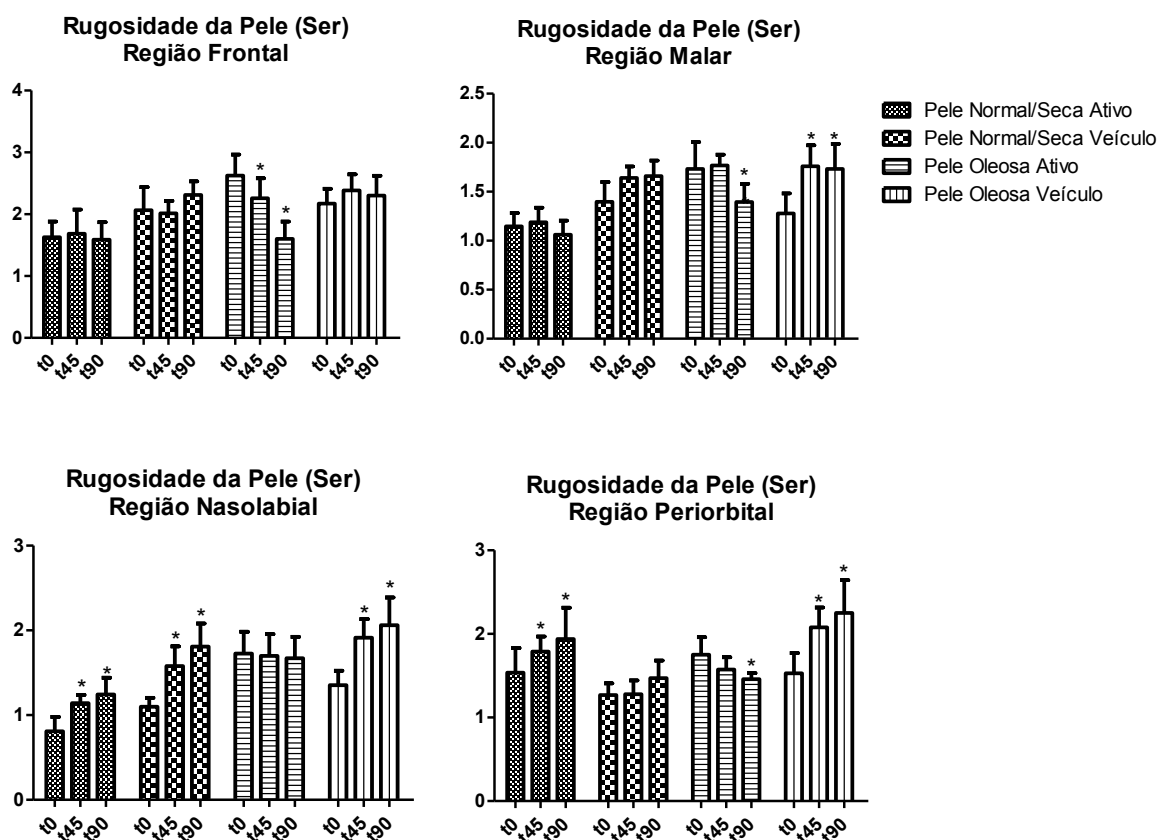 Rugosidade da Pele (Ser)
Região Frontal
4
3
2
1
0
* *
t0 t45 t90 t0 t45 t90 t0 t45 t90 t0 t45 t90
Rugosidade da Pele (Ser)
Região Malar
2.5
2.0
1.5
1.0
0.5
0.0
* * *
t0 t45 t90 t0 t45 t90 t0 t45 t90 t0 t45 t90
Pele Normal/Seca Ativo
Pele Normal/Seca Veículo
Pele Oleosa Ativo
Pele Oleosa Veículo
Rugosidade da Pele (Ser)
Região Nasolabial
3
2
1
0
* * * * * *
t0 t45 t90 t0 t45 t90 t0 t45 t90 t0 t45 t90
Rugosidade da Pele (Ser)
Região Periorbital
3
2
1
0
* * * * *
t0 t45 t90 t0 t45 t90 t0 t45 t90 t0 t45 t90